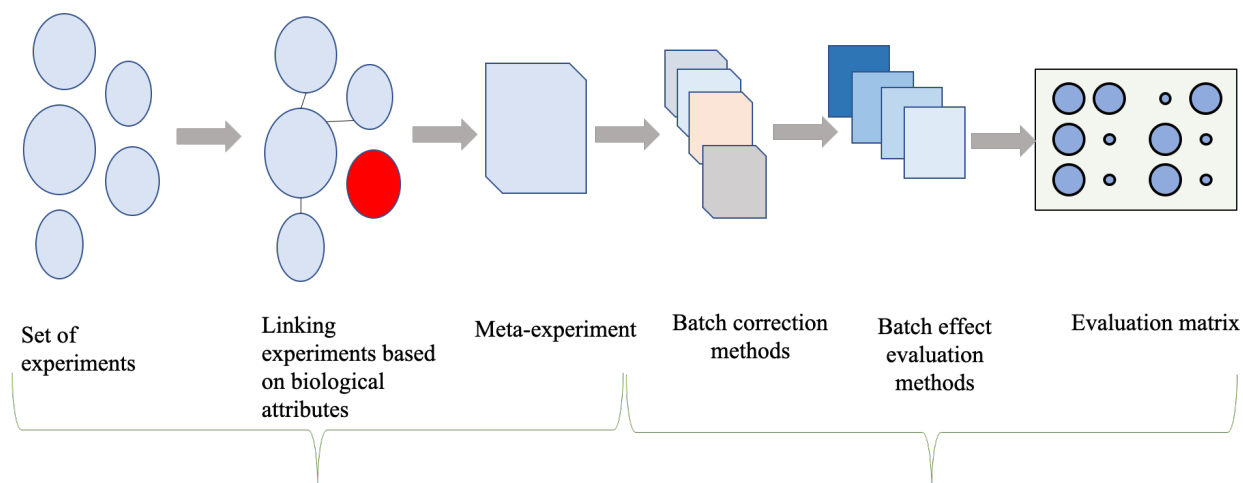 Set of
experiments
Linking
experiments based
on biological
attributes
Meta-experiment
Batch correction
methods
Batch effect
evaluation
methods
Evaluation matrix